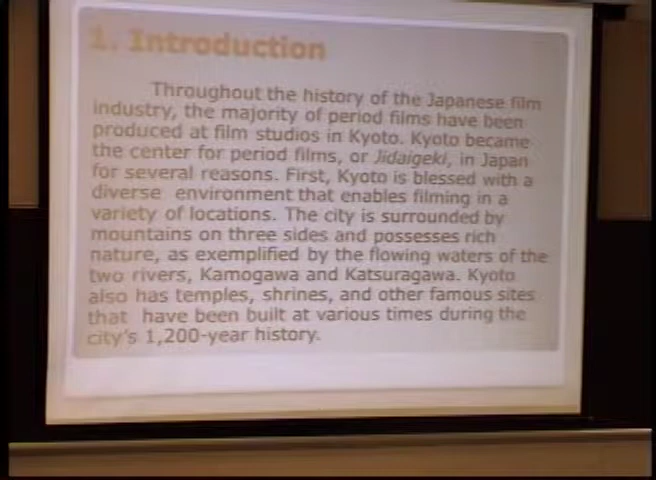 1. Introduction
Throughout the history of the Japanese film
industry, the majority of period films have been
produced at film studios in Kyoto. Kyoto became
the center for period films, or Jidaigeki, in Japan
for several reasons. First, Kyoto is blessed with a
diverse environment that enables filming in a
variety of locations. The city is surrounded by
mountains on three sides and possesses rich
nature, as exemplified by the flowing waters of the
two rivers, Kamogawa and Katsuragawa. Kyoto
also has temples, shrines, and other famous sites
that have been built at various times during the
city's 1,200-year history.